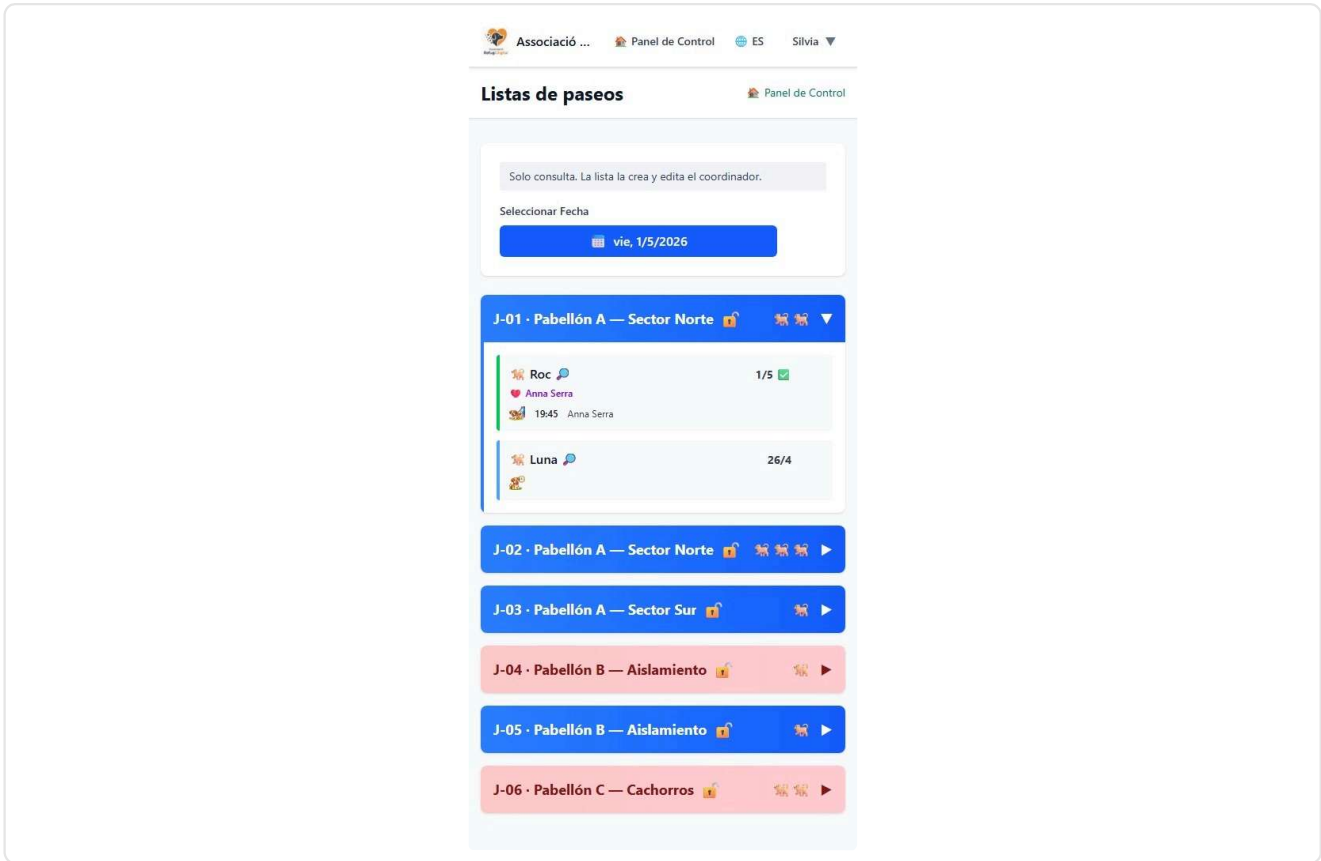 Associació ... Panel de Control ES Silvia ▼
Listas de paseos Panel de Control
Solo consulta. La lista la crea y edita el coordinador.
Seleccionar Fecha
vie, 1/5/2026
J-01 · Pabellón A — Sector Norte ▼
Roc 1/5
Anna Serra
19:45 Anna Serra
Luna 26/4
J-02 · Pabellón A — Sector Norte ▶
J-03 · Pabellón A — Sector Sur ▶
J-04 · Pabellón B — Aislamiento ▶
J-05 · Pabellón B — Aislamiento ▶
J-06 · Pabellón C — Cachorros ▶